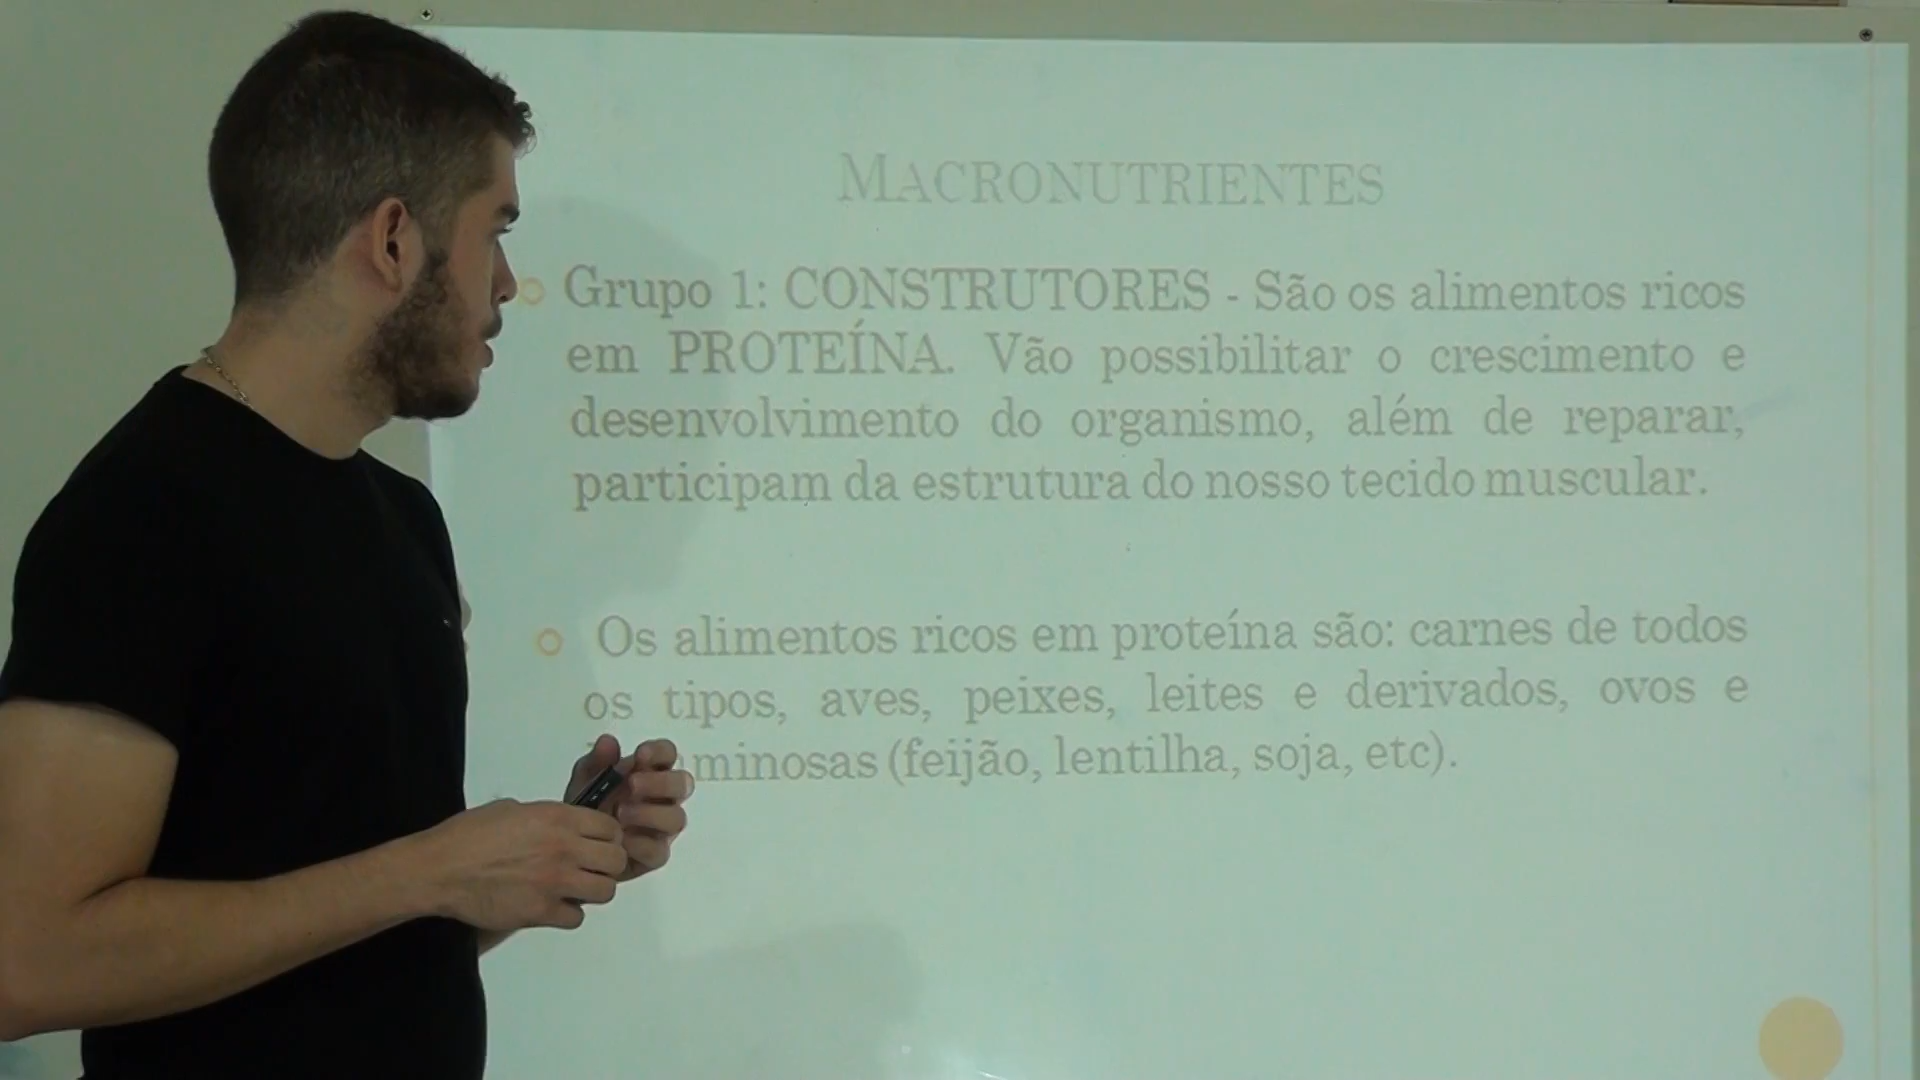 MACRONUTRIENTES
Grupo 1: CONSTRUTORES - São os alimentos ricos
em PROTEÍNA. Vão possibilitar o crescimento e
desenvolvimento do organismo, além de reparar,
participam da estrutura do nosso tecido muscular.
Os alimentos ricos em proteína são: carnes de todos
os tipos, aves, peixes, leites e derivados, ovos e
(feijão, lentilha, soja, etc).